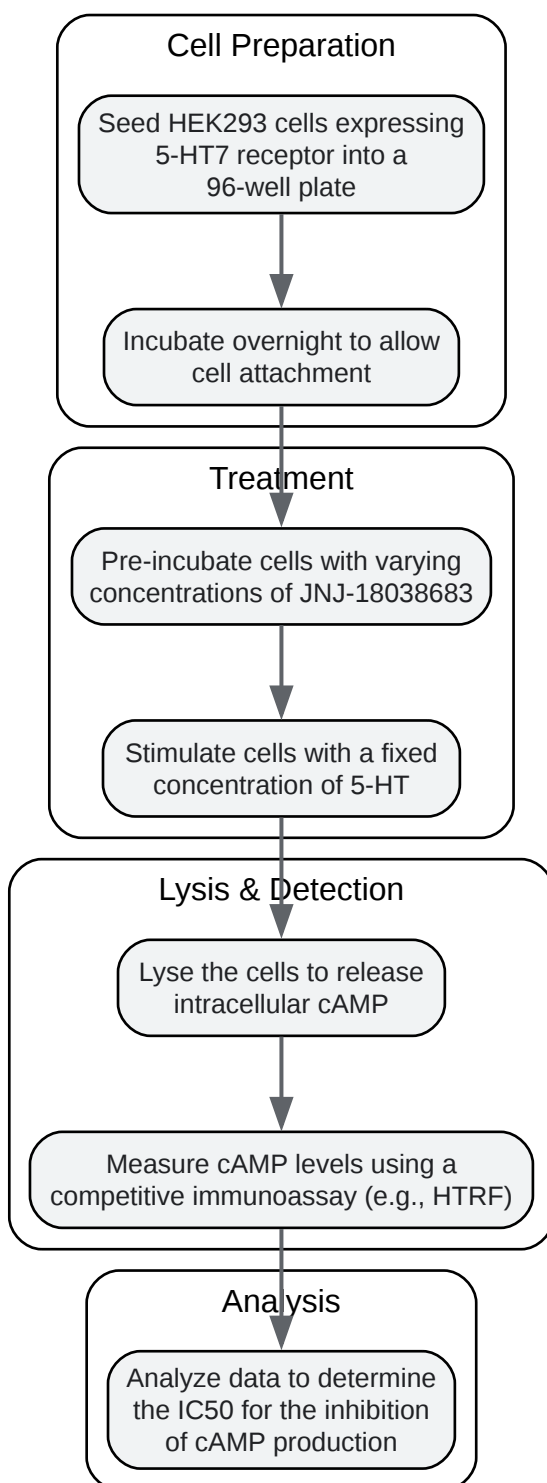 Cell Preparation
Seed HEK293 cells expressing
5-HT7 receptor into a
96-well plate
Incubate overnight to allow
cell attachment
Treatment
Pre-incubate cells with varying
concentrations of JNJ-18038683
Stimulate cells with a fixed
concentration of 5-HT
Lysis & Detection
Lyse the cells to release
intracellular cAMP
Measure cAMP levels using a
competitive immunoassay (e.g., HTRF)
Analysis
Analyze data to determine
the IC50 for the inhibition
of cAMP production